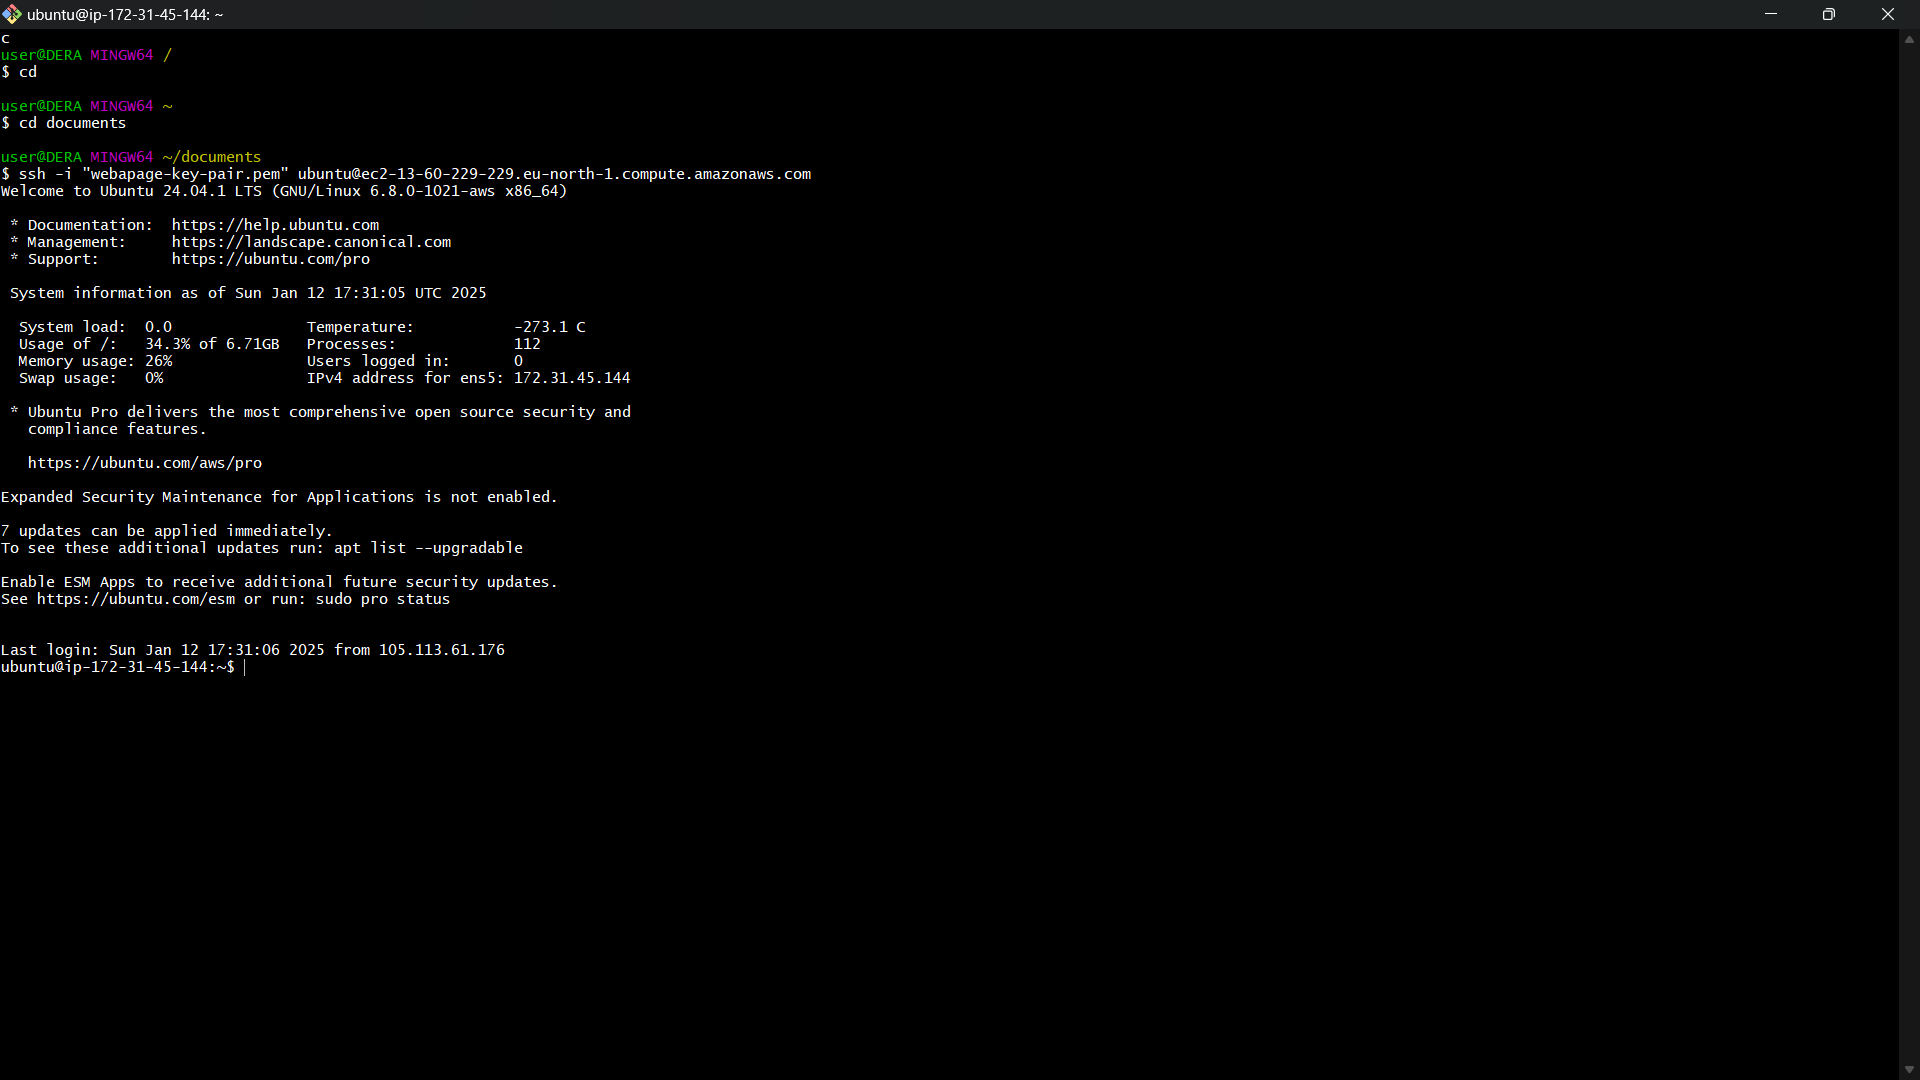 ubuntu@ip-172-31-45-144: ~
c
user@DERA MINGW64 /
$ cd
user@DERA MINGW64 ~
$ cd documents
user@DERA MINGW64 ~/documents
$ ssh -i "webapage-key-pair.pem" ubuntu@ec2-13-60-229-229.eu-north-1.compute.amazonaws.com
Welcome to Ubuntu 24.04.1 LTS (GNU/Linux 6.8.0-1021-aws x86_64)
* Documentation:  https://help.ubuntu.com
* Management:     https://landscape.canonical.com
* Support:        https://ubuntu.com/pro
System information as of Sun Jan 12 17:31:05 UTC 2025
System load:  0.0               Temperature:           -273.1 C
Usage of /:   34.3% of 6.71GB   Processes:             112
Memory usage: 26%               Users logged in:       0
Swap usage:   0%                IPv4 address for ens5: 172.31.45.144
* Ubuntu Pro delivers the most comprehensive open source security and
compliance features.
https://ubuntu.com/aws/pro
Expanded Security Maintenance for Applications is not enabled.
7 updates can be applied immediately.
To see these additional updates run: apt list --upgradable
Enable ESM Apps to receive additional future security updates.
See https://ubuntu.com/esm or run: sudo pro status
Last login: Sun Jan 12 17:31:06 2025 from 105.113.61.176
ubuntu@ip-172-31-45-144:~$